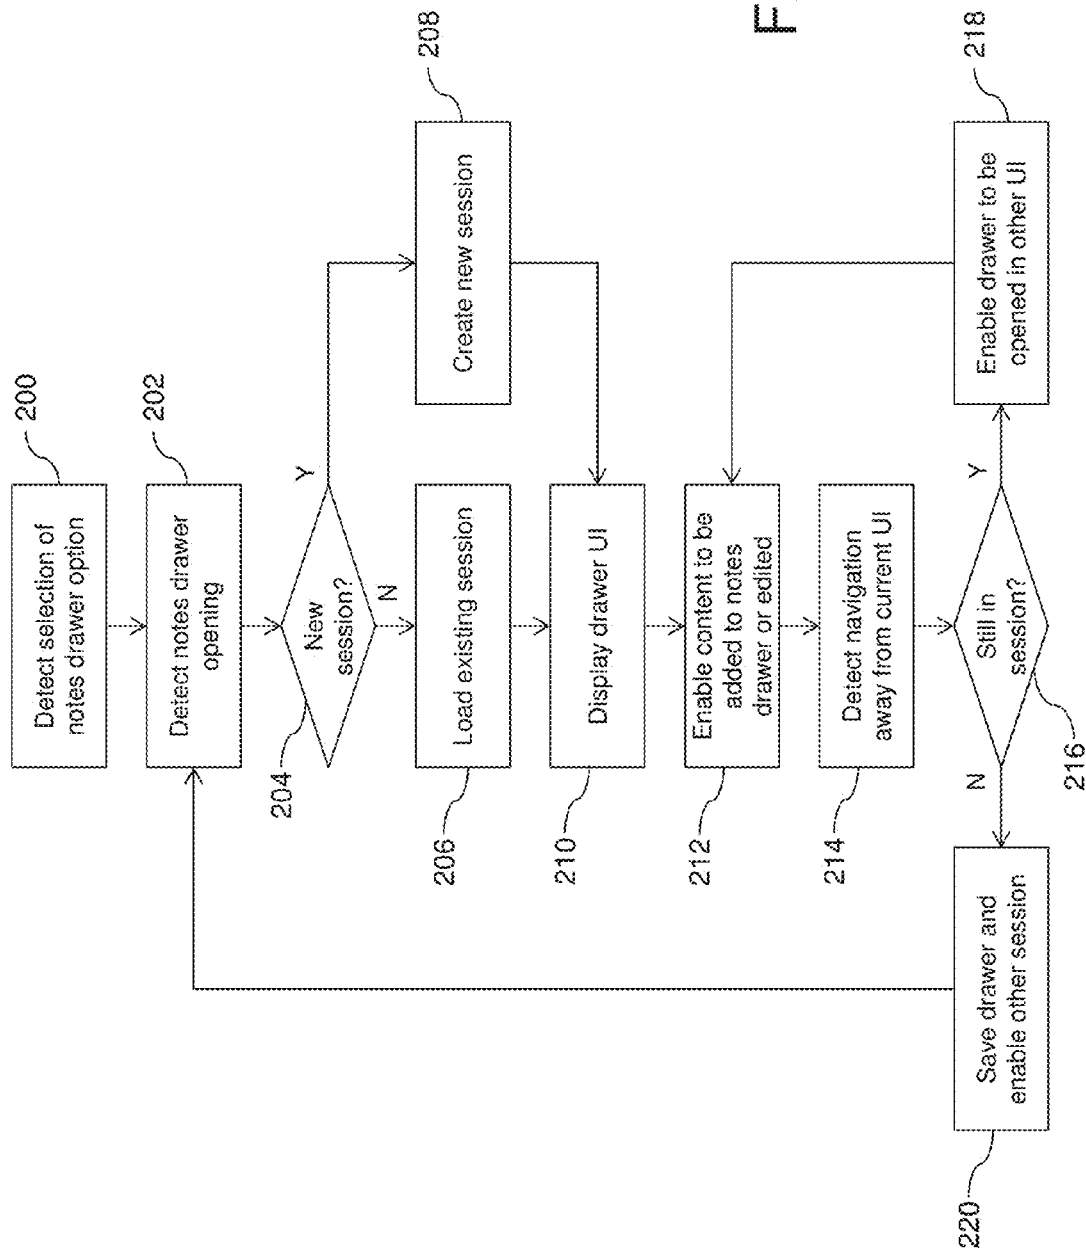 200
Detect selection of
notes drawer option
202
Detect notes drawer
opening
204
New
session?
Y
N
208
Create new session
206
Load existing session
210
Display drawer UI
212
Enable content to be
added to notes
drawer or edited
214
Detect navigation
away from current UI
216
Still in
session?
Y
N
218
Enable drawer to be
opened in other UI
220
Save drawer and
enable other session
F